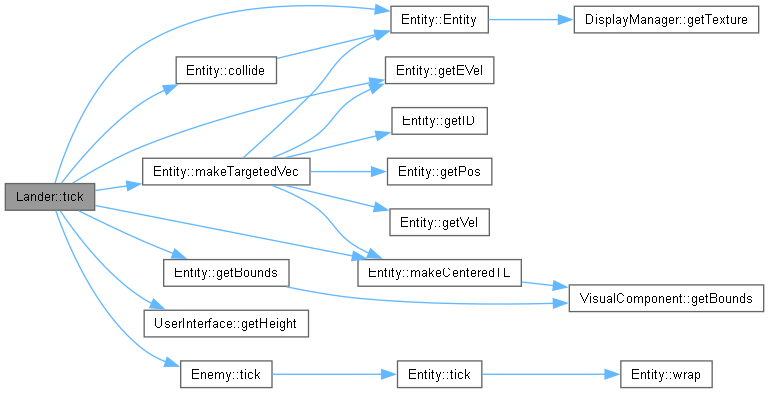 Entity::Entity
DisplayManager::getTexture
Entity::collide
Entity::getEVel
Entity::getID
Entity::makeTargetedVec
Entity::getPos
Lander::tick
Entity::getVel
Entity::getBounds
Entity::makeCenteredTL
VisualComponent::getBounds
UserInterface::getHeight
Enemy::tick
Entity::tick
Entity::wrap